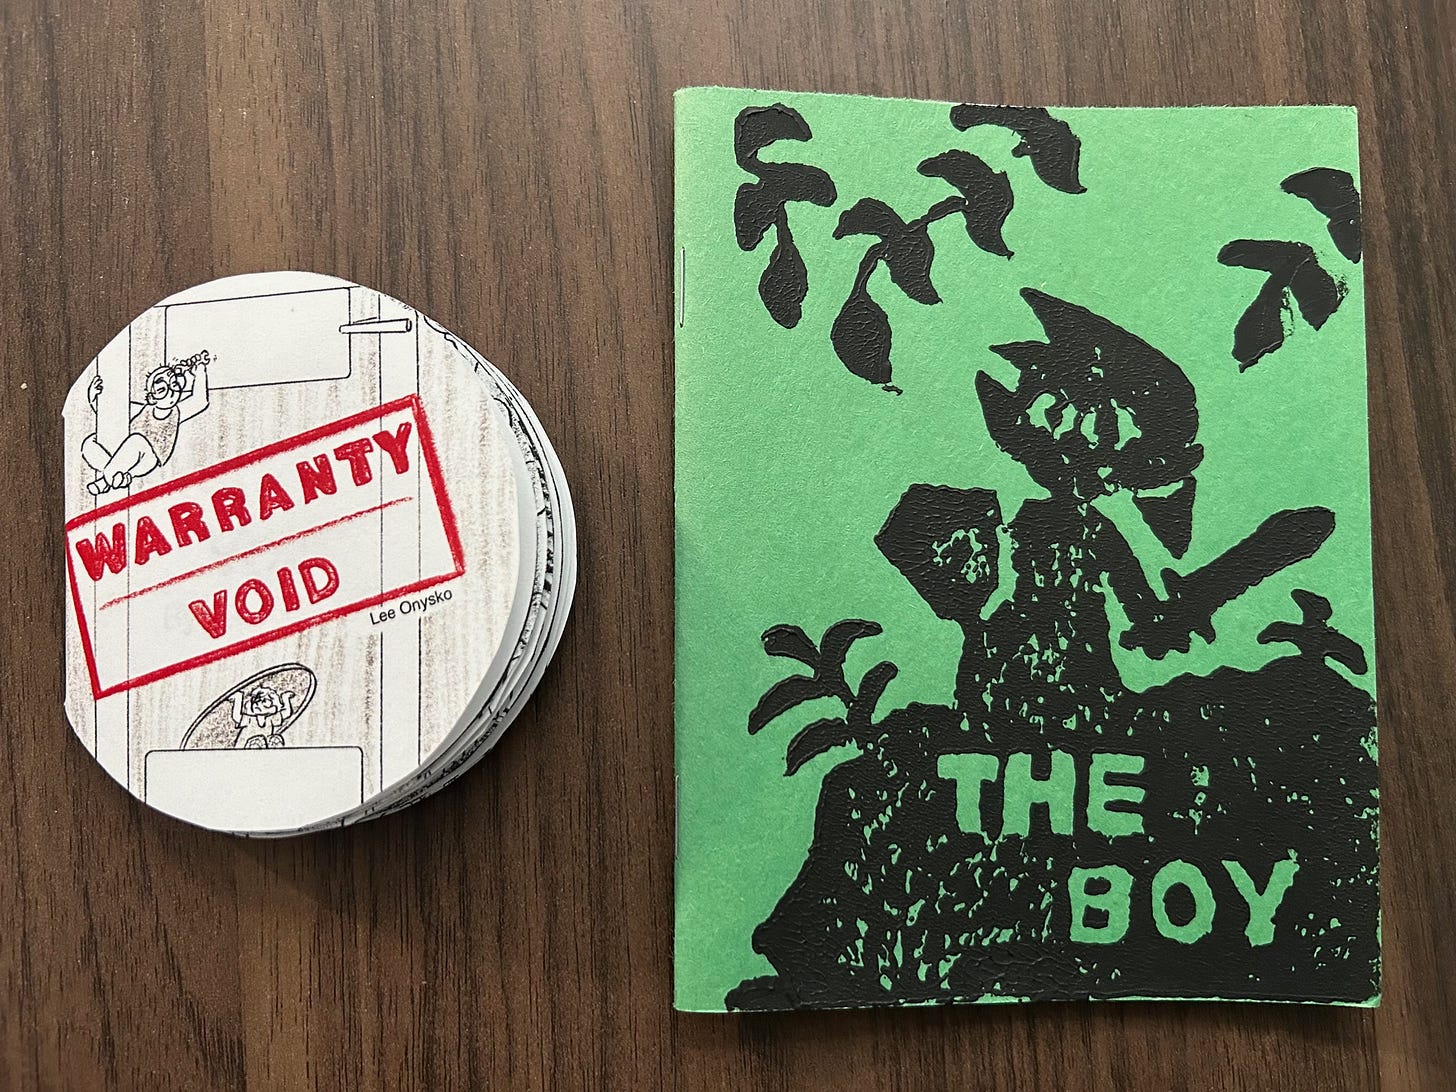 WARRANTY
VOID
Lee Onysko
THE
BOY